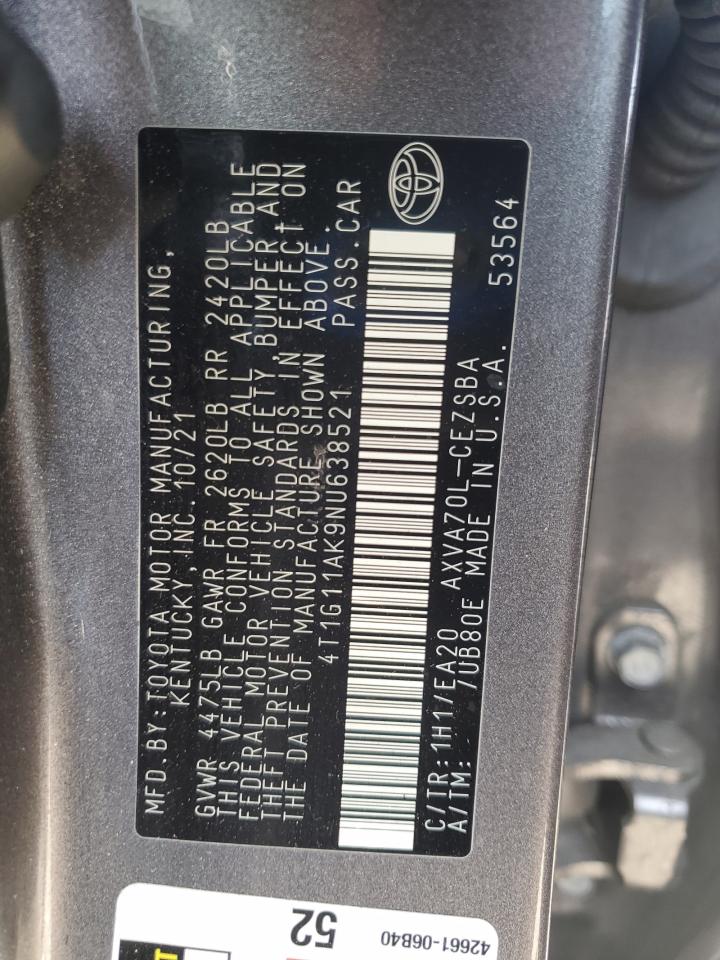 MFD.BY:TOYOTA MOTOR MANUFACTURING,
KENTUCKY, INC. 10/21
GVWR 4475LB GAWR FR 2620LB RR 2420LB
THIS VEHICLE CONFORMS TO ALL APPLICABLE
FEDERAL MOTOR VEHICLE SAFETY, BUMPER AND
THEFT PREVENTION STANDARDS IN EFFECT ON
THE DATE OF MANUFACTURE SHOWN ABOVE.
4T1G11AK9NU638521 PASS.CAR
C/TR:1H17EA20 AXVA70L-CEZSBA
A/TM: /UB80E MADE IN U.S.A. 53564
52
42661-06B40